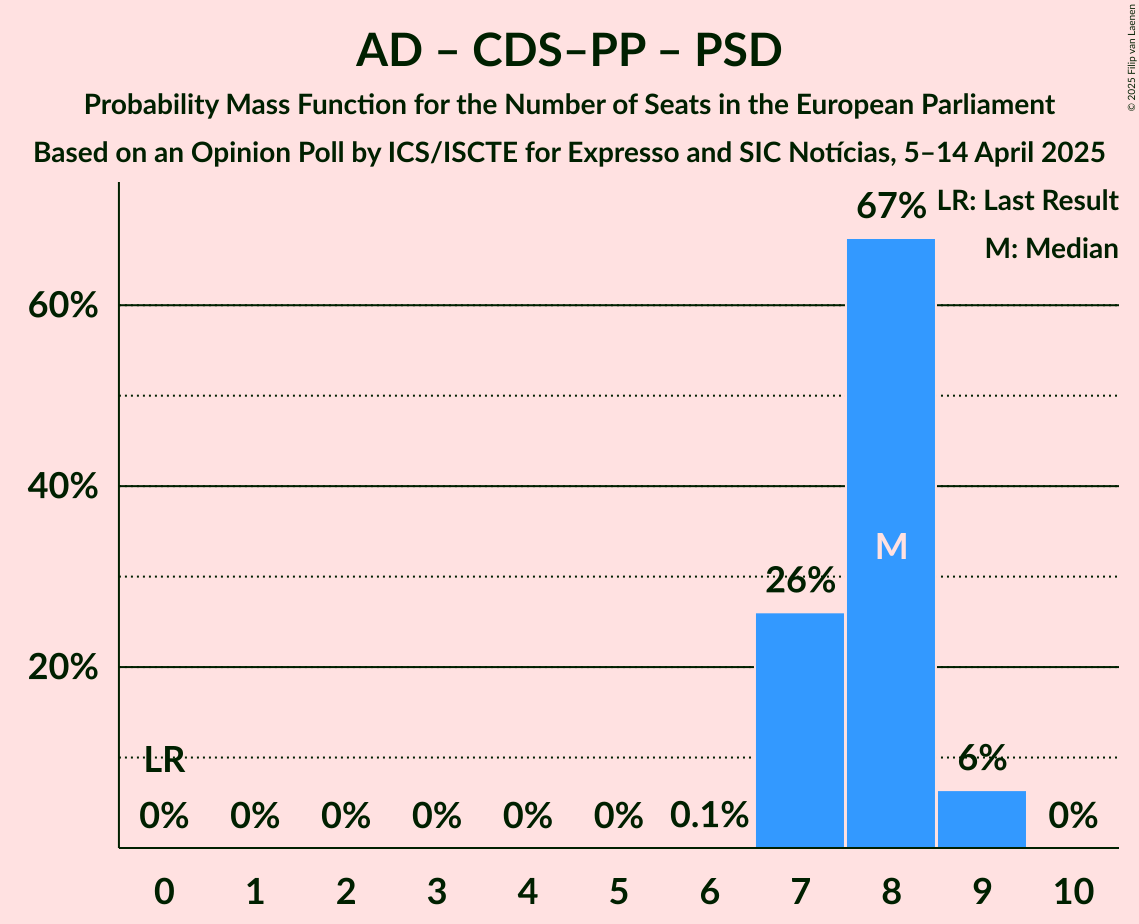 AD – CDS–PP – PSD
Probability Mass Function for the Number of Seats in the European Parliament
Based on an Opinion Poll by ICS/ISCTE for Expresso and SIC Notícias, 5–14 April 2025
© 2025 Filip van Laenen
67%
LR: Last Result
M: Median
60%
40%
M
26%
20%
LR
6%
0% 0% 0% 0% 0% 0% 0.1% 0%
0 1 2 3 4 5 6 7 8 9 10